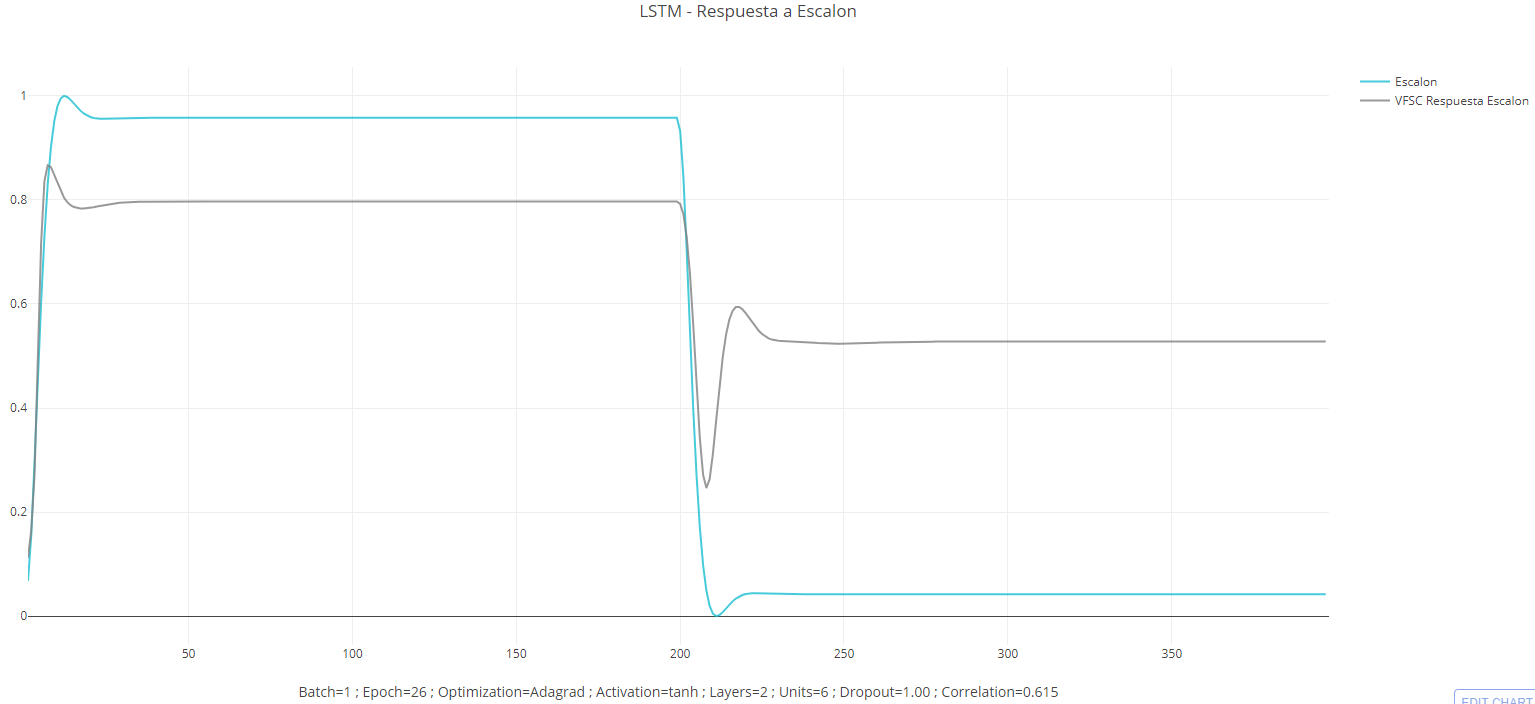 LSTM - Respuesta a Escalon
Escalon
VFSC Respuesta Escalon
1
0.8
0.6
0.4
0.2
0
50 100 150 200 250 300 350
Batch=1 ; Epoch=26 ; Optimization=Adagrad ; Activation=tanh ; Layers=2 ; Units=6 ; Dropout=1.00 ; Correlation=0.615
EDIT CHART